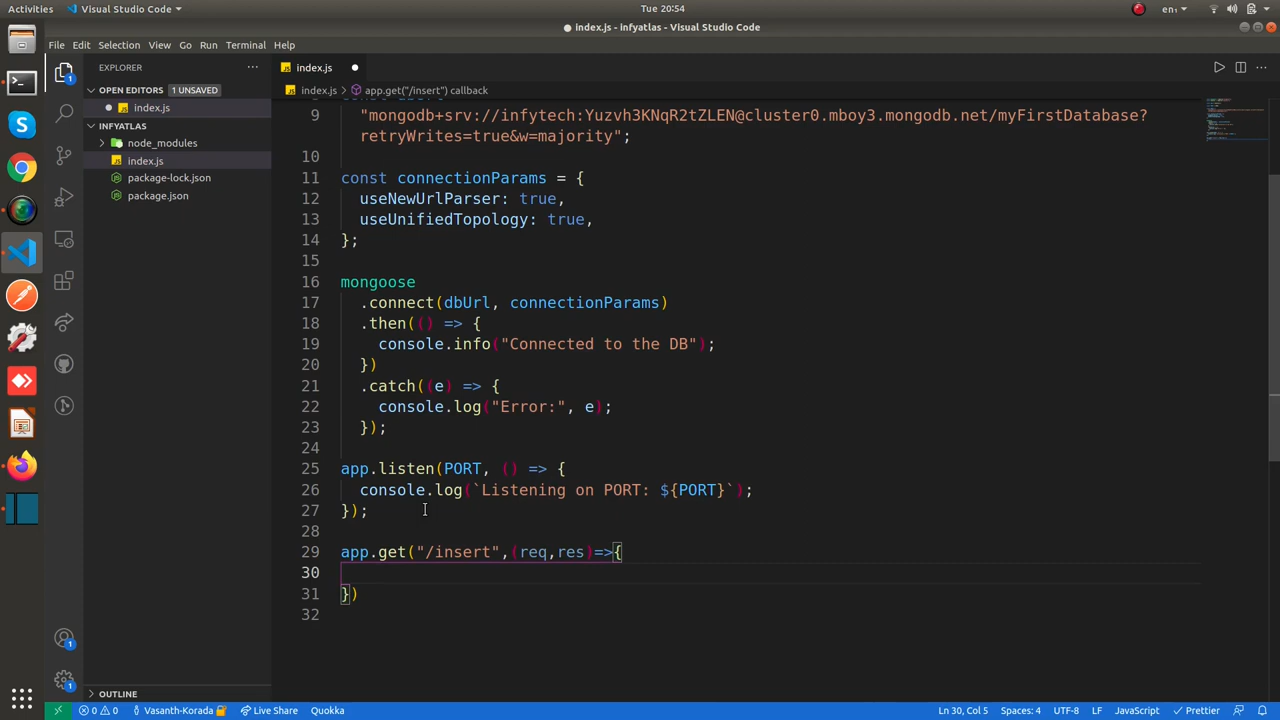 Activities
Visual Studio Code
Tue 20:54
en₁
index.js - infyatlas - Visual Studio Code
File Edit Selection View Go Run Terminal Help
EXPLORER
index.js
OPEN EDITORS 1 UNSAVED
index.js
INFYATLAS
node_modules
index.js
package-lock.json
package.json
OUTLINE
index.js > app.get("/insert") callback
9 "mongodb+srv://infytech:Yuzvh3KNqR2tZLEN@cluster0.mboy3.mongodb.net/myFirstDatabase?
retryWrites=true&w=majority";
10
11 const connectionParams = {
12 useNewUrlParser: true,
13 useUnifiedTopology: true,
14 };
15
16 mongoose
17 .connect(dbUrl, connectionParams)
18 .then(() => {
19 console.info("Connected to the DB");
20 })
21 .catch((e) => {
22 console.log("Error:", e);
23 });
24
25 app.listen(PORT, () => {
26 console.log(`Listening on PORT: ${PORT}`);
27 });
28
29 app.get("/insert",(req,res)=>{
30
31 })
32
1
1
1
0 0 Vasanth-Korada Live Share Quokka
Ln 30, Col 5 Spaces: 4 UTF-8 LF JavaScript Prettier